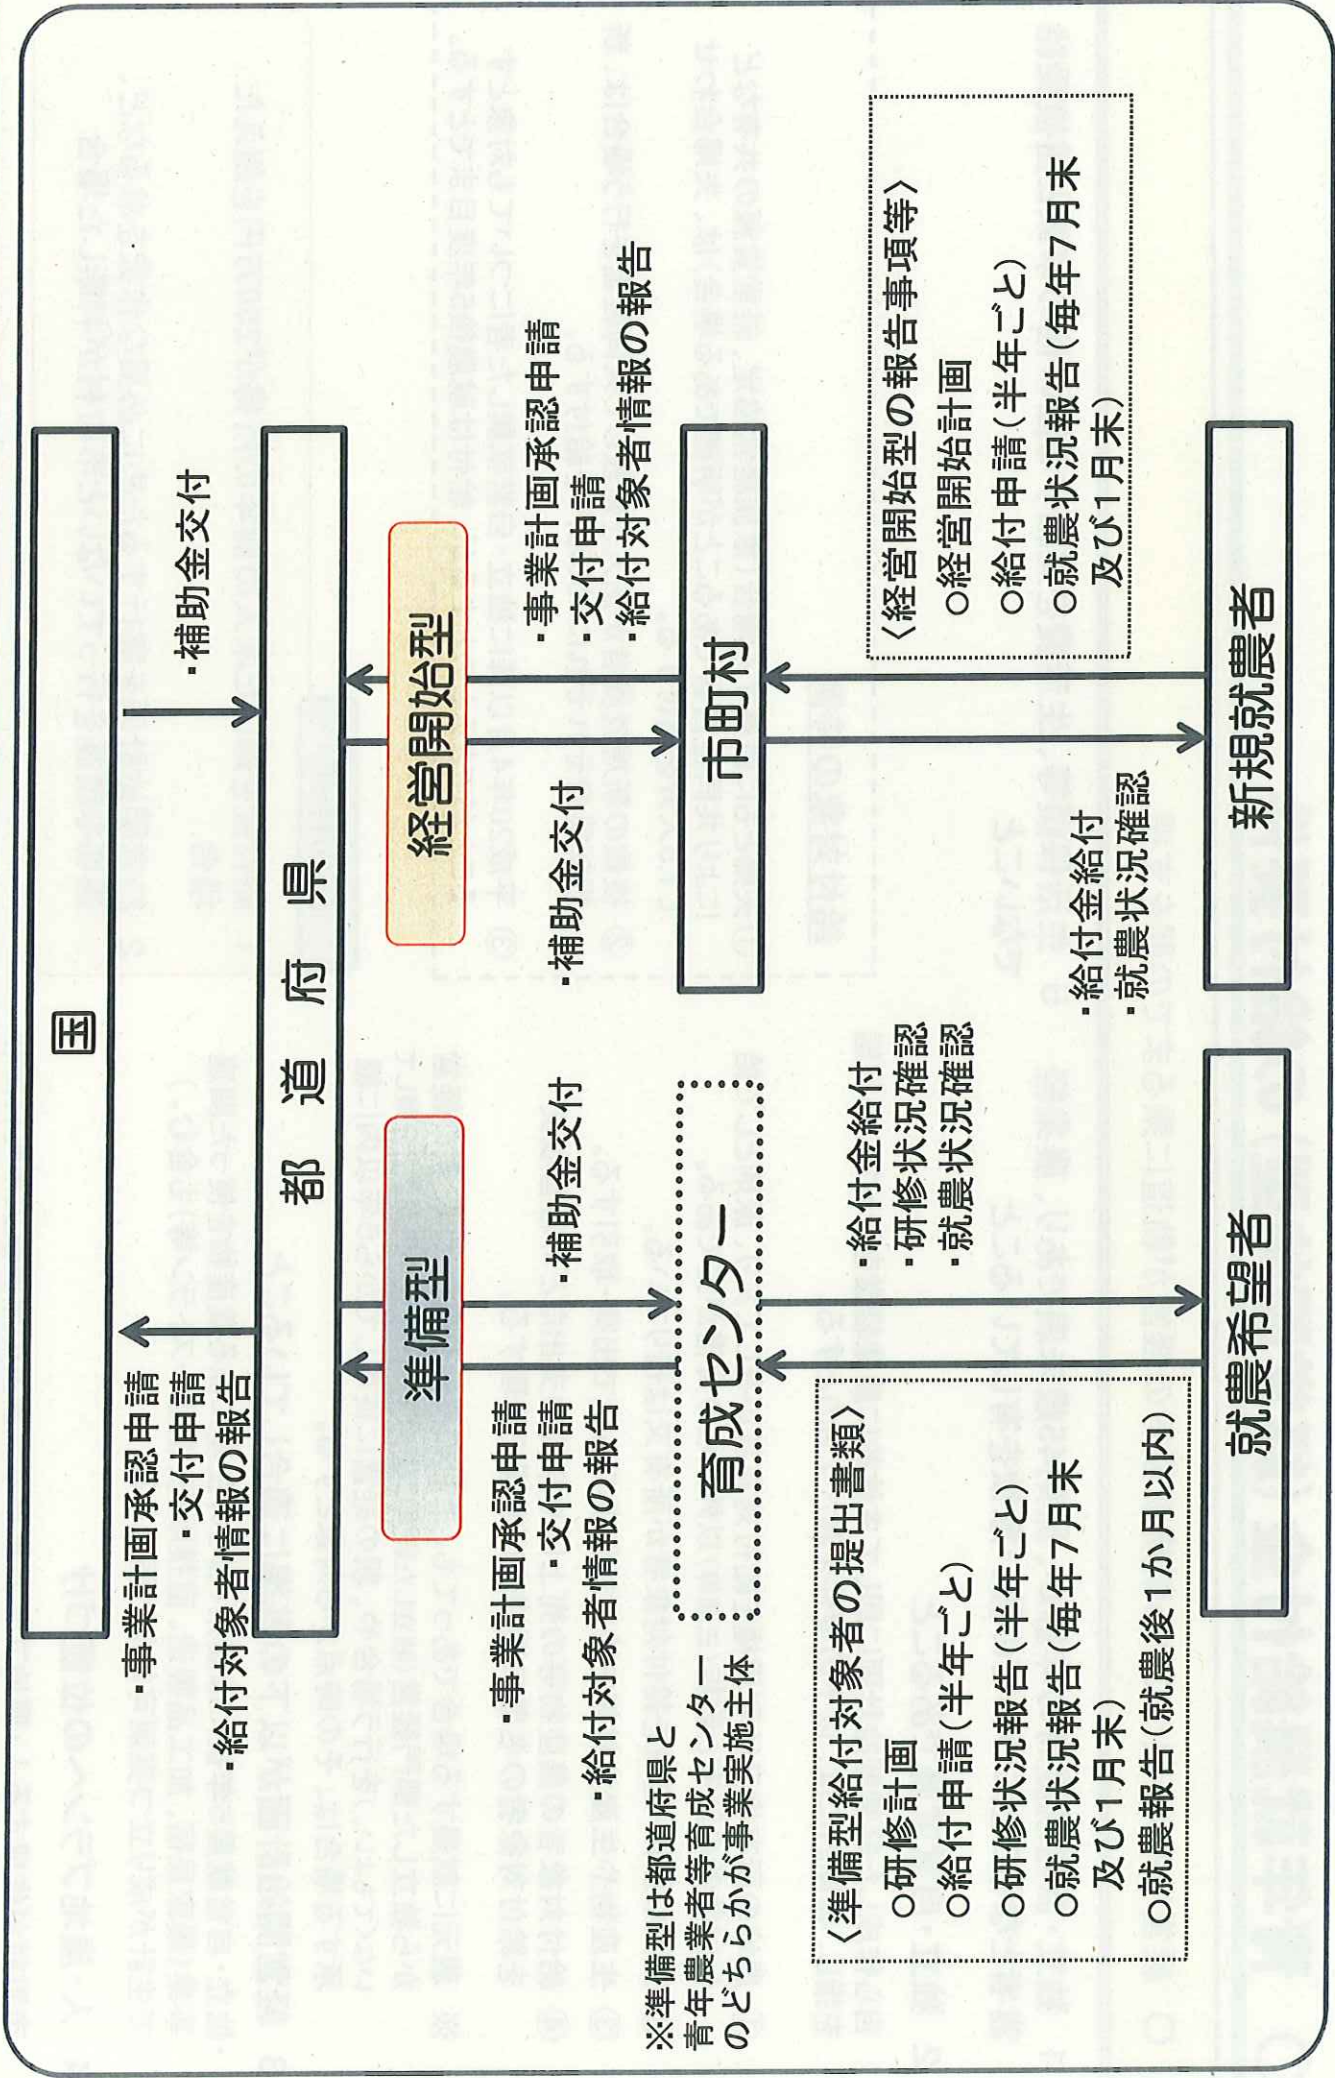 国
・事業計画承認申請
・交付申請
・給付対象者情報の報告
・補助金交付
都　道　府　県
準備型
経営開始型
・事業計画承認申請
・交付申請
・給付対象者情報の報告
・補助金交付
・補助金交付
・事業計画承認申請
・交付申請
・給付対象者情報の報告
※準備型は都道府県と
青年農業者等育成センター
のどちらかが事業実施主体
育成センター
市町村
〈準備型給付対象者の提出書類〉
○研修計画
○給付申請(半年ごと)
○研修状況報告(半年ごと)
○就農状況報告(毎年7月末
及び1月末)
○就農報告(就農後1か月以内)
・給付金給付
・研修状況確認
・就農状況確認
・給付金給付
・就農状況確認
〈経営開始型の報告事項等〉
○経営開始計画
○給付申請(半年ごと)
○就農状況報告(毎年7月末
及び1月末)
就農希望者
新規就農者